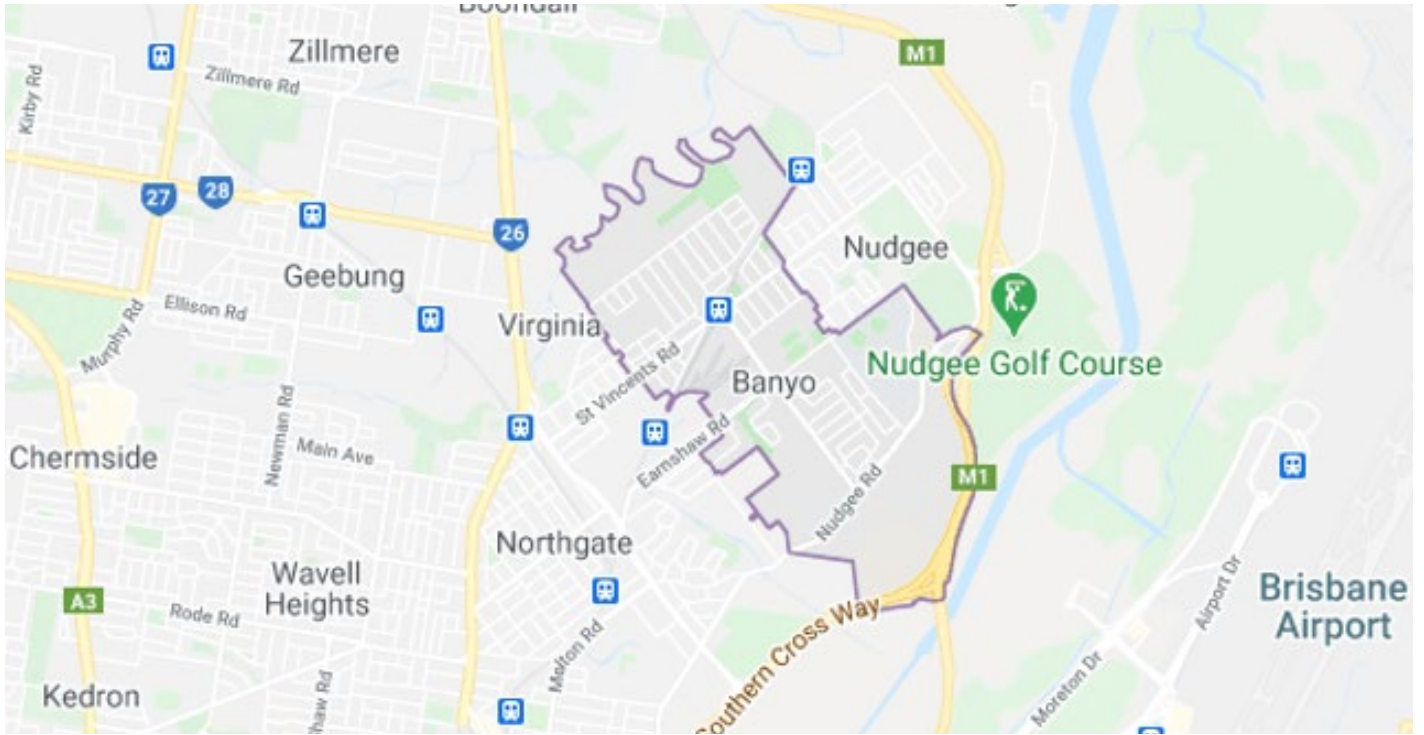 Boondall
Zillmere
M1
Zillmere Rd
Kirby Rd
27
28
26
Nudgee
Geebung
Ellison Rd
Virginia
Murphy Rd
Nudgee Golf Course
St Vincents Rd
Banyo
Newman Rd
Main Ave
Earnshaw Rd
Chermside
M1
Nudgee Rd
Northgate
Wavell
Heights
A3
Rode Rd
Airport Dr
Brisbane
Airport
Southern Cross Way
Melton Rd
Moreton Dr
Kedron
shaw Rd